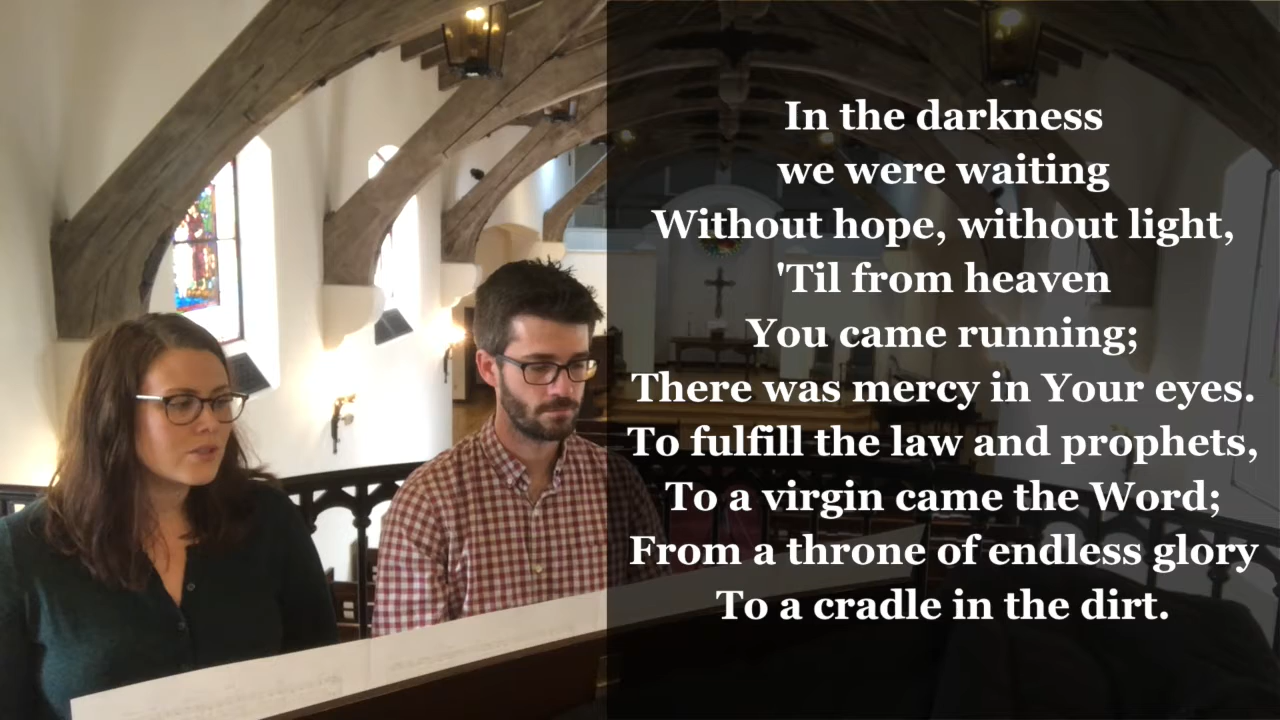 In the darkness
we were waiting
Without hope, without light,
'Til from heaven
You came running;
There was mercy in Your eyes.
To fulfill the law and prophets,
To a virgin came the Word;
From a throne of endless glory
To a cradle in the dirt.